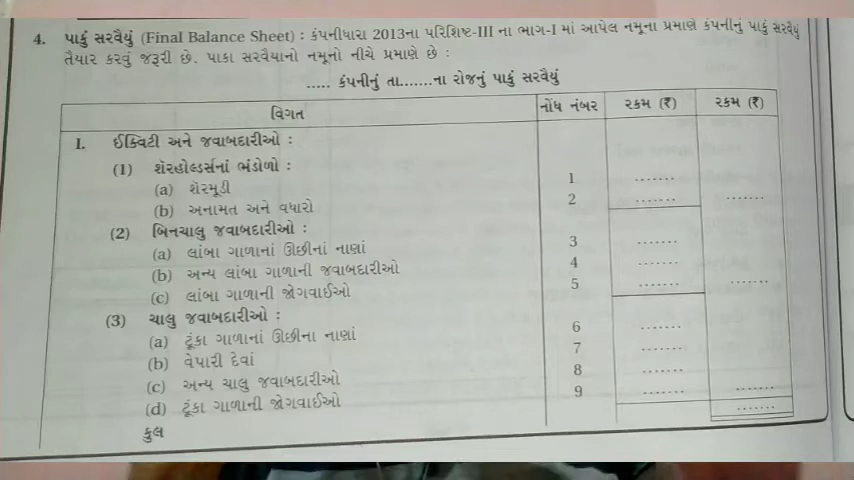 4. પાકું સરવૈયું (Final Balance Sheet) : કંપનીધારા 2013ના પરિશિષ્ટ-III ના ભાગ-I માં આપેલ નમૂના પ્રમાણે કંપનીનું પાકું સરવૈયું
તૈયાર કરવું જરૂરી છે. પાકા સરવૈયાનો નમૂનો નીચે પ્રમાણે છે :
..... કંપનીનું તા.......ના રોજનું પાકું સરવૈયું
વિગત નોંધ નંબર રકમ (₹) રકમ (₹)
I. ઈક્વિટી અને જવાબદારીઓ :
(1) શૅરહોલ્ડર્સનાં ભંડોળો :
(a) શેરમૂડી 1 .......
(b) અનામત અને વધારો 2 ....... .......
(2) બિનચાલુ જવાબદારીઓ :
(a) લાંબા ગાળાનાં ઊછીનાં નાણાં 3 .......
(b) અન્ય લાંબા ગાળાની જવાબદારીઓ 4 .......
(c) લાંબા ગાળાની જોગવાઈઓ 5 ....... .......
(3) ચાલુ જવાબદારીઓ :
(a) ટૂંકા ગાળાનાં ઊછીના નાણાં 6 .......
(b) વેપારી દેવાં 7 .......
(c) અન્ય ચાલુ જવાબદારીઓ 8 .......
(d) ટૂંકા ગાળાની જોગવાઈઓ 9 ....... .......
કુલ .......